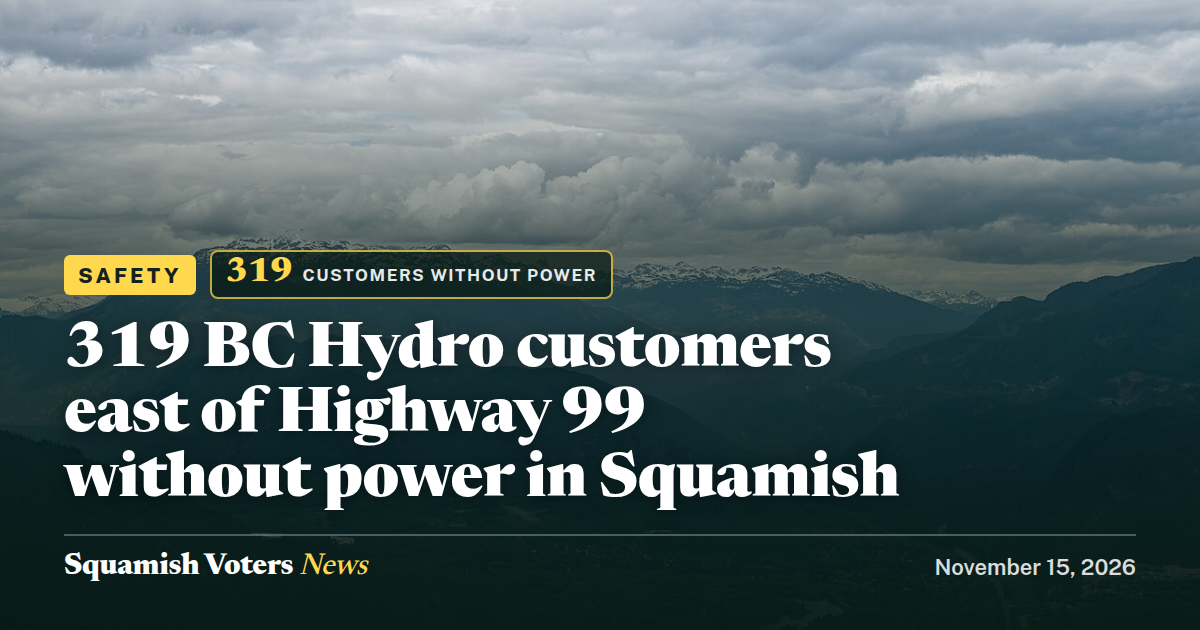 SAFETY
319 CUSTOMERS WITHOUT POWER
319 BC Hydro customers
east of Highway 99
without power in Squamish
Squamish Voters News
November 15, 2026